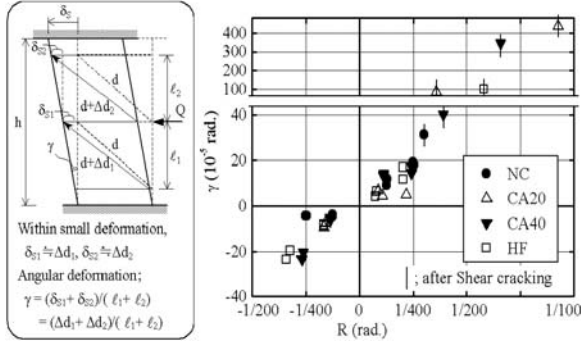 δS
δS2
d
ℓ2
d+Δd2
Q
δS1
h
d
γ
d+Δd1
ℓ1
Within small deformation,
δS1≒Δd1, δS2≒Δd2
Angular deformation;
γ = (δS1+ δS2)/( ℓ1+ ℓ2)
= (Δd1+ Δd2)/( ℓ1+ ℓ2)
400
300
200
100
40
20
0
-20
-40
γ (10-5 rad.)
NC
CA20
CA40
HF
| ; after Shear cracking
-1/200 -1/400 0 1/400 1/200 1/100
R (rad.)